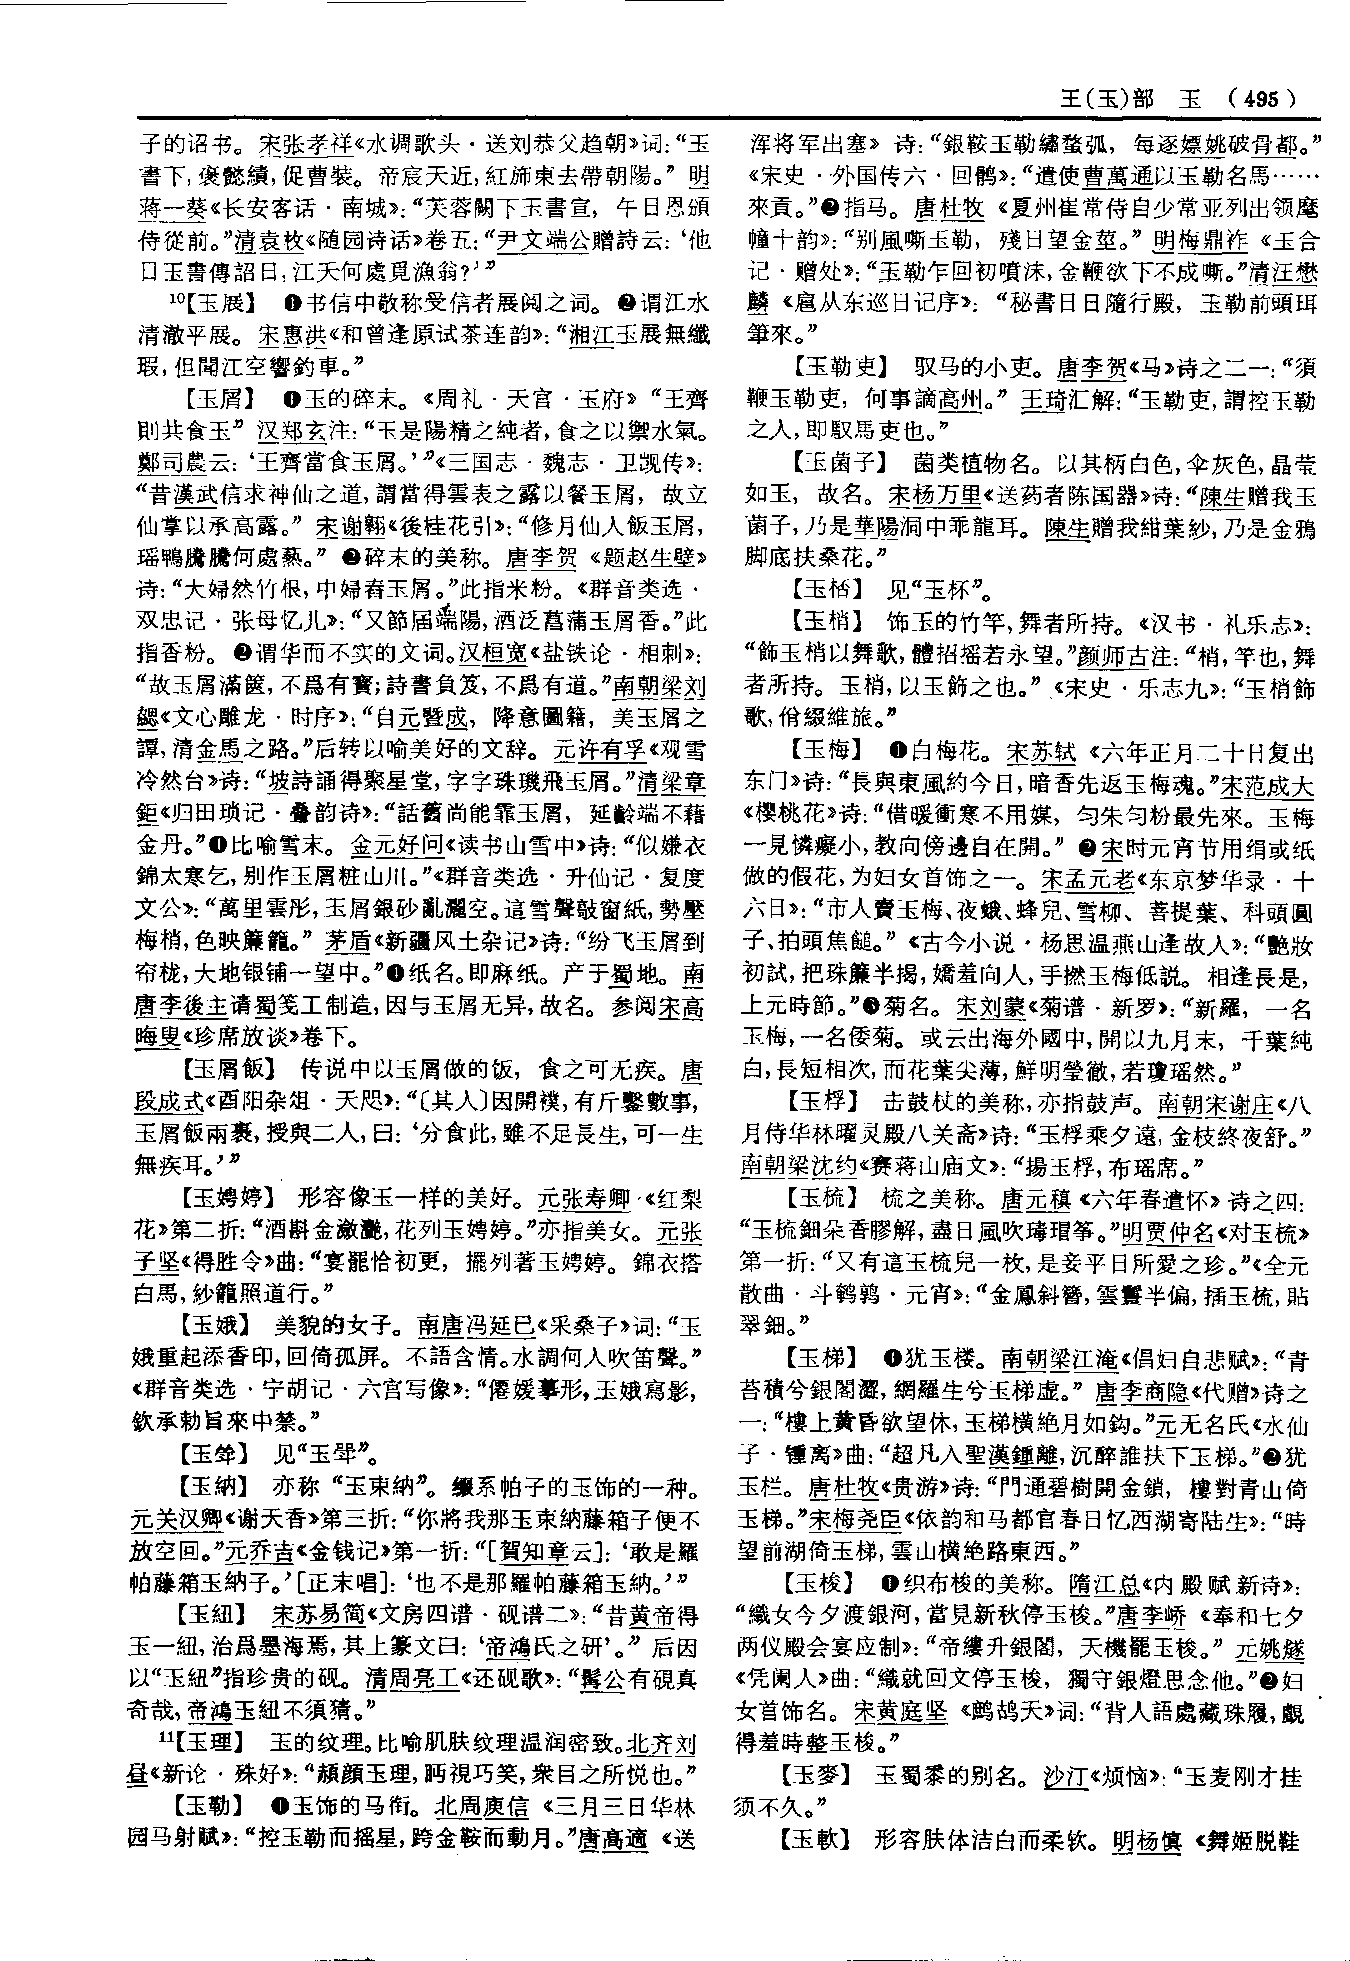 王(玉)部　玉　(495)
子的诏书。宋张孝祥《水调歌头·送刘恭父趋朝》词：“玉
書下，褒懿績，促曹裝。帝宸天近，紅斾東去帶朝陽。”明
蒋一葵《长安客话·南城》：“芙蓉闕下玉書宣，午日恩頒
侍從前。”清袁枚《随园诗话》卷五：“尹文端公贈詩云：‘他
日玉書傳詔日，江天何處覓漁翁?’”
10【玉展】　❶书信中敬称受信者展阅之词。❷谓江水
清澈平展。宋惠洪《和曾逢原试茶连韵》：“湘江玉展無纖
瑕，但聞江空響釣車。”
【玉屑】　❶玉的碎末。《周礼·天官·玉府》“王齊
則共食玉”汉郑玄注：“玉是陽精之純者，食之以禦水氣。
鄭司農云：‘王齊當食玉屑。’”《三国志·魏志·卫觊传》：
“昔漢武信求神仙之道，謂當得雲表之露以餐玉屑，故立
仙掌以承高露。”宋谢翱《後桂花引》：“修月仙人飯玉屑，
瑶鴨騰騰何處爇。”❷碎末的美称。唐李贺《题赵生壁》
诗：“大婦然竹根，中婦舂玉屑。”此指米粉。《群音类选·
双忠记·张母忆儿》：“又節届端陽，酒泛菖蒲玉屑香。”此
指香粉。❸谓华而不实的文词。汉桓宽《盐铁论·相刺》：
“故玉屑滿篋，不爲有寶；詩書負笈，不爲有道。”南朝梁刘
勰《文心雕龙·时序》：“自元暨成，降意圖籍，美玉屑之
譚，清金馬之路。”后转以喻美好的文辞。元许有孚《观雪
冷然台》诗：“坡詩誦得聚星堂，字字珠璣飛玉屑。”清梁章
鉅《归田琐记·叠韵诗》：“話舊尚能霏玉屑，延齡端不藉
金丹。”❹比喻雪末。金元好问《读书山雪中》诗：“似嫌衣
錦太寒乞，别作玉屑粧山川。”《群音类选·升仙记·复度
文公》：“萬里雲彤，玉屑銀砂亂灑空。這雪聲敲窗紙，勢壓
梅梢，色映簾籠。”茅盾《新疆风土杂记》诗：“纷飞玉屑到
帘栊，大地银铺一望中。”❺纸名。即麻纸。产于蜀地。南
唐李後主请蜀笺工制造，因与玉屑无异，故名。参阅宋高
晦叟《珍席放谈》卷下。
【玉屑飯】　传说中以玉屑做的饭，食之可无疾。唐
段成式《酉阳杂俎·天咫》：“〔其人〕因開襆，有斤鑿數事，
玉屑飯兩裹，授與二人，曰：‘分食此，雖不足長生，可一生
無疾耳。’”
【玉娉婷】　形容像玉一样的美好。元张寿卿《红梨
花》第二折：“酒斟金瀲灩，花列玉娉婷。”亦指美女。元张
子坚《得胜令》曲：“宴罷恰初更，擺列著玉娉婷。錦衣搭
白馬，紗籠照道行。”
【玉娥】　美貌的女子。南唐冯延巳《采桑子》词：“玉
娥重起添香印，回倚孤屏。不語含情。水調何人吹笛聲。”
《群音类选·宁胡记·六宫写像》：“僊媛摹形，玉娥寫影，
欽承勅旨來中禁。”
【玉斝】　见“玉斝”。
【玉納】　亦称“玉束納”。缀系帕子的玉饰的一种。
元关汉卿《谢天香》第三折：“你將我那玉束納藤箱子便不
放空回。”元乔吉《金钱记》第一折：“[賀知章云]：‘敢是羅
帕藤箱玉納子。’[正末唱]：‘也不是那羅帕藤箱玉納。’”
【玉紐】　宋苏易简《文房四谱·砚谱二》：“昔黄帝得
玉一紐，治爲墨海焉，其上篆文曰：‘帝鴻氏之研’。”后因
以“玉紐”指珍贵的砚。清周亮工《还砚歌》：“髯公有硯真
奇哉，帝鴻玉紐不須猜。”
11【玉理】　玉的纹理。比喻肌肤纹理温润密致。北齐刘
昼《新论·殊好》：“頳顔玉理，眄視巧笑，衆目之所悦也。”
【玉勒】　❶玉饰的马衔。北周庾信《三月三日华林
园马射赋》：“控玉勒而摇星，跨金鞍而動月。”唐高適《送
浑将军出塞》诗：“銀鞍玉勒繡蝥弧，每逐嫖姚破骨都。”
《宋史·外国传六·回鹘》：“遣使曹萬通以玉勒名馬……
來貢。”❷指马。唐杜牧《夏州崔常侍自少常亚列出领麾
幢十韵》：“别風嘶玉勒，殘日望金莖。”明梅鼎祚《玉合
记·赠处》：“玉勒乍回初噴沫，金鞭欲下不成嘶。”清汪懋
麟《扈从东巡日记序》：“秘書日日隨行殿，玉勒前頭珥
筆來。”
【玉勒吏】　驭马的小吏。唐李贺《马》诗之二一：“須
鞭玉勒吏，何事謫高州。”王琦汇解：“玉勒吏，謂控玉勒
之人，即馭馬吏也。”
【玉菌子】　菌类植物名。以其柄白色，伞灰色，晶莹
如玉，故名。宋杨万里《送药者陈国器》诗：“陳生贈我玉
菌子，乃是華陽洞中乖龍耳。陳生贈我紺葉紗，乃是金鴉
脚底扶桑花。”
【玉桮】　见“玉杯”。
【玉梢】　饰玉的竹竿，舞者所持。《汉书·礼乐志》：
“飾玉梢以舞歌，體招摇若永望。”颜师古注：“梢，竿也，舞
者所持。玉梢，以玉飾之也。”《宋史·乐志九》：“玉梢飾
歌，佾綴維旅。”
【玉梅】　❶白梅花。宋苏轼《六年正月二十日复出
东门》诗：“長與東風約今日，暗香先返玉梅魂。”宋范成大
《樱桃花》诗：“借暖衝寒不用媒，匀朱匀粉最先來。玉梅
一見憐癡小，教向傍邊自在開。”❷宋时元宵节用绢或纸
做的假花，为妇女首饰之一。宋孟元老《东京梦华录·十
六日》：“市人賣玉梅、夜蛾、蜂兒、雪柳、菩提葉、科頭圓
子、拍頭焦䭔。”《古今小说·杨思温燕山逢故人》：“艷妝
初試，把珠簾半揭，嬌羞向人，手撚玉梅低説。相逢長是，
上元時節。”❸菊名。宋刘蒙《菊谱·新罗》：“新羅，一名
玉梅，一名倭菊。或云出海外國中，開以九月末，千葉純
白，長短相次，而花葉尖薄，鮮明瑩徹，若瓊瑶然。”
【玉桴】　击鼓杖的美称，亦指鼓声。南朝宋谢庄《八
月侍华林曜灵殿八关斋》诗：“玉桴乘夕遠，金枝終夜舒。”
南朝梁沈约《赛蒋山庙文》：“揚玉桴，布瑶席。”
【玉梳】　梳之美称。唐元稹《六年春遣怀》诗之四：
“玉梳鈿朵香膠解，盡日風吹瑇瑁筝。”明贾仲名《对玉梳》
第一折：“又有這玉梳兒一枚，是妾平日所愛之珍。”《全元
散曲·斗鹌鹑·元宵》：“金鳳斜簪，雲鬟半偏，插玉梳，貼
翠鈿。”
【玉梯】　❶犹玉楼。南朝梁江淹《倡妇自悲赋》：“青
苔積兮銀閣澀，網羅生兮玉梯虚。”唐李商隐《代赠》诗之
一：“樓上黄昏欲望休，玉梯横絶月如鈎。”元无名氏《水仙
子·锺离》曲：“超凡入聖漢鍾離，沉醉誰扶下玉梯。”❷犹
玉栏。唐杜牧《贵游》诗：“門通碧樹開金鎖，樓對青山倚
玉梯。”宋梅尧臣《依韵和马都官春日忆西湖寄陆生》：“時
望前湖倚玉梯，雲山横絶路東西。”
【玉梭】　❶织布梭的美称。隋江总《内殿赋新诗》：
“織女今夕渡銀河，當見新秋停玉梭。”唐李峤《奉和七夕
两仪殿会宴应制》：“帝縷升銀閣，天機罷玉梭。”元姚燧
《凭阑人》曲：“織就回文停玉梭，獨守銀燈思念他。”❷妇
女首饰名。宋黄庭坚《鹧鸪天》词：“背人語處藏珠履，覷
得羞時整玉梭。”
【玉麥】　玉蜀黍的别名。沙汀《烦恼》：“玉麦刚才挂
须不久。”
【玉軟】　形容肤体洁白而柔软。明杨慎《舞姬脱鞋